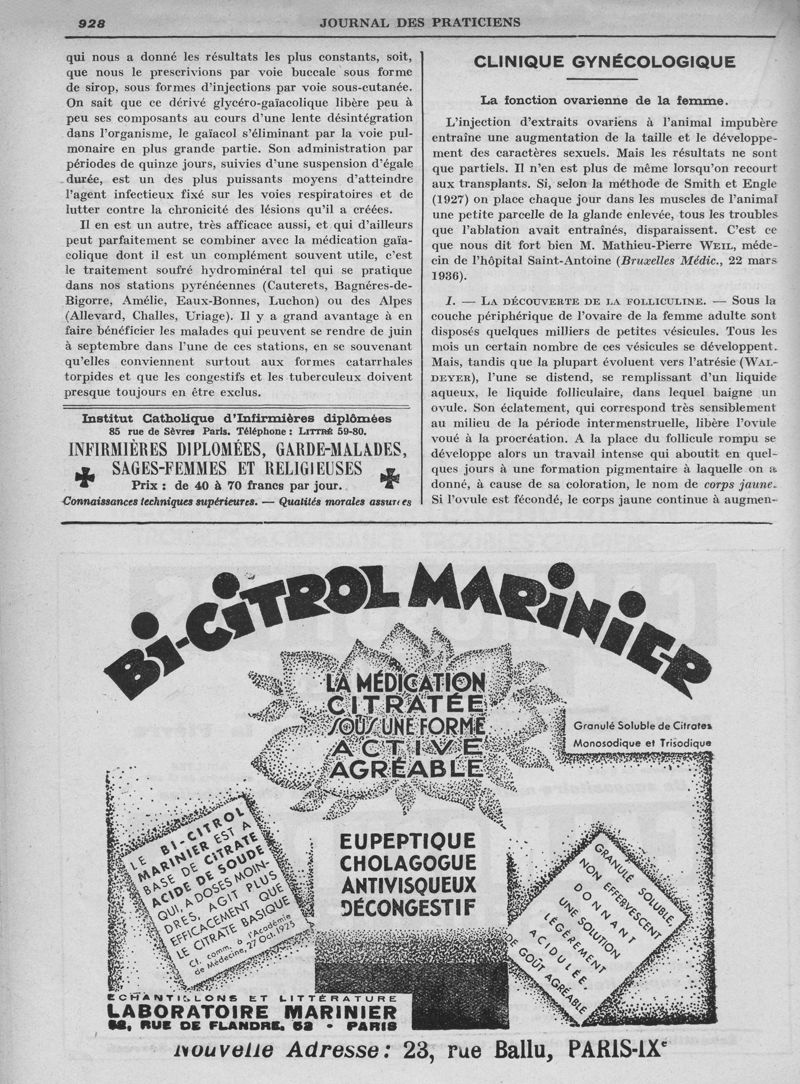 928
JOURNAL DES PRATICIENS
qui nous a donné les résultats les plus constants, soit,
que nous le prescrivions par voie buccale sous forme
de sirop, sous formes d'injections par voie sous-cutanée.
On sait que ce dérivé glycéro-gaïacolique libère peu à
peu ses composants au cours d'une lente désintégration
dans l'organisme, le gaïacol s'éliminant par la voie pul-
monaire en plus grande partie. Son administration par
périodes de quinze jours, suivies d'une suspension d'égale
durée, est un des plus puissants moyens d'atteindre
l'agent infectieux fixé sur les voies respiratoires et de
lutter contre la chronicité des lésions qu'il a créées.
Il en est un autre, très afficace aussi, et qui d'ailleurs
peut parfaitement se combiner avec la médication gaïa-
colique dont il est un complément souvent utile, c'est
le traitement soufré hydrominéral tel qui se pratique
dans nos stations pyrénéennes (Cauterets, Bagnéres-de-
Bigorre, Amélie, Eaux-Bonnes, Luchon) ou des Alpes
(Allevard, Challes, Uriage). Il y a grand avantage à en
faire bénéficier les malades qui peuvent se rendre de juin
à septembre dans l'une de ces stations, en se souvenant
qu'elles conviennent surtout aux formes catarrhales
torpides et que les congestifs et les tuberculeux doivent
presque toujours en être exclus.
Institut Catholique d'Infirmières diplômées
85 rue de Sèvres Paris. Téléphone : LITTRÉ 59-80.
INFIRMIÈRES DIPLOMÉES, GARDE-MALADES,
SAGES-FEMMES ET RELIGIEUSES
Prix : de 40 à 70 francs par jour.
Connaissances techniques supérieures. — Qualités morales assurées
CLINIQUE GYNÉCOLOGIQUE
La fonction ovarienne de la femme.
L'injection d'extraits ovariens à l'animal impubère
entraîne une augmentation de la taille et le développe-
ment des caractères sexuels. Mais les résultats ne sont
que partiels. Il n'en est plus de même lorsqu'on recourt
aux transplants. Si, selon la méthode de Smith et Engle
(1927) on place chaque jour dans les muscles de l'animal
une petite parcelle de la glande enlevée, tous les troubles
que l'ablation avait entraînés, disparaissent. C'est ce
que nous dit fort bien M. Mathieu-Pierre WEIL, méde-
cin de l'hôpital Saint-Antoine (Bruxelles Médic., 22 mars
1936).
I. — LA DÉCOUVERTE DE LA FOLLICULINE. — Sous la
couche périphérique de l'ovaire de la femme adulte sont
disposés quelques milliers de petites vésicules. Tous les
mois un certain nombre de ces vésicules se développent.
Mais, tandis que la plupart évoluent vers l'atrésie (WAL-
DEYER), l'une se distend, se remplissant d'un liquide
aqueux, le liquide folliculaire, dans lequel baigne un
ovule. Son éclatement, qui correspond très sensiblement
au milieu de la période intermenstruelle, libère l'ovule
voué à la procréation. A la place du follicule rompu se
développe alors un travail intense qui aboutit en quel-
ques jours à une formation pigmentaire à laquelle on a
donné, à cause de sa coloration, le nom de corps jaune.
Si l'ovule est fécondé, le corps jaune continue à augmen-
BI-CITROL MARINIER
LA MÉDICATION
CITRATÉE
SOUS UNE FORME
ACTIVE
AGRÉABLE
Granulé Soluble de Citrates
Monosodique et Trisodique
LE BI-CITROL
MARINIER EST A
BASE DE CITRATE
ACIDE DE SOUDE
QUI, A DOSES MOIN-
DRES, AGIT PLUS
EFFICACEMENT QUE
LE CITRATE BASIQUE
Ct. comm. à l'Académie
de Médecine, 27 Oct. 1925
EUPEPTIQUE
CHOLAGOGUE
ANTIVISQUEUX
DÉCONGESTIF
GRANULÉ SOLUBLE
NON EFFERVESCENT
DONNANT
UNE SOLUTION
LÉGÈREMENT
ACIDULÉE
DE GOÛT AGRÉABLE
ECHANTILLONS ET LITTÉRATURE
LABORATOIRE MARINIER
52, RUE DE FLANDRE, 52 • PARIS
Nouvelle Adresse : 23, rue Ballu, PARIS-IXe